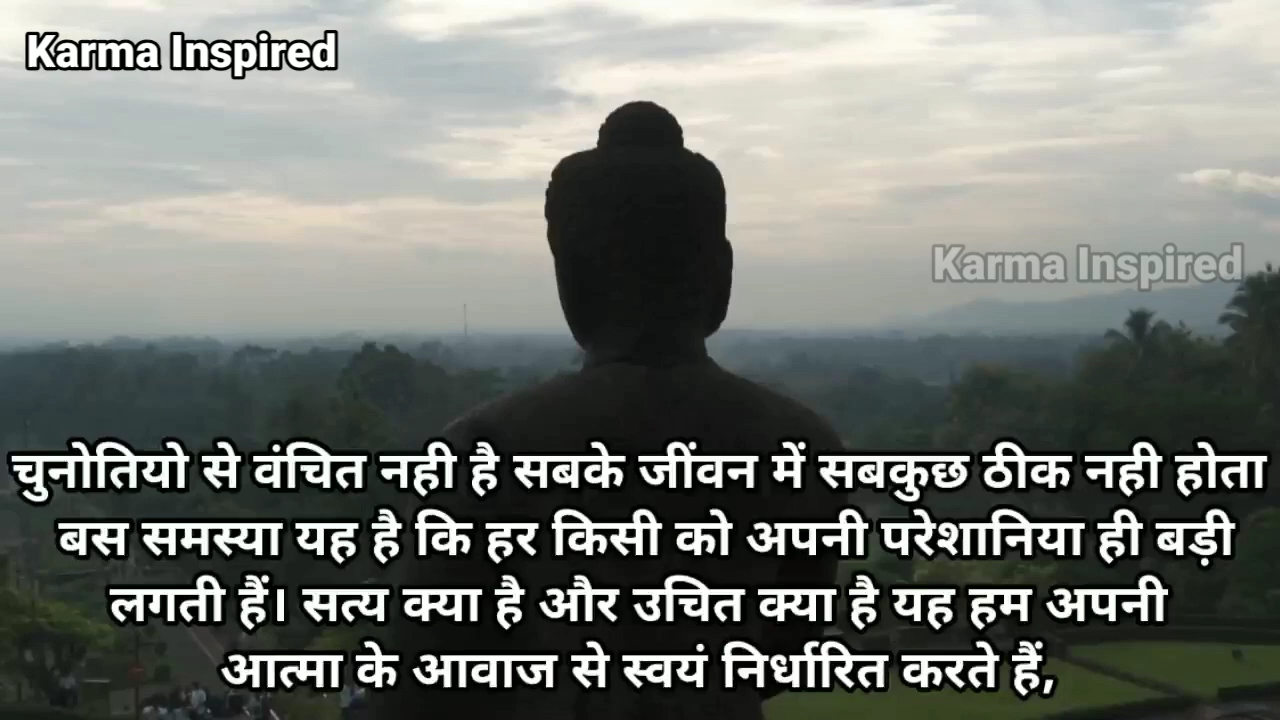 Karma Inspired
Karma Inspired
चुनोतियो से वंचित नही है सबके जींवन में सबकुछ ठीक नही होता
बस समस्या यह है कि हर किसी को अपनी परेशानिया ही बड़ी
लगती हैं। सत्य क्या है और उचित क्या है यह हम अपनी
आत्मा के आवाज से स्वयं निर्धारित करते हैं,